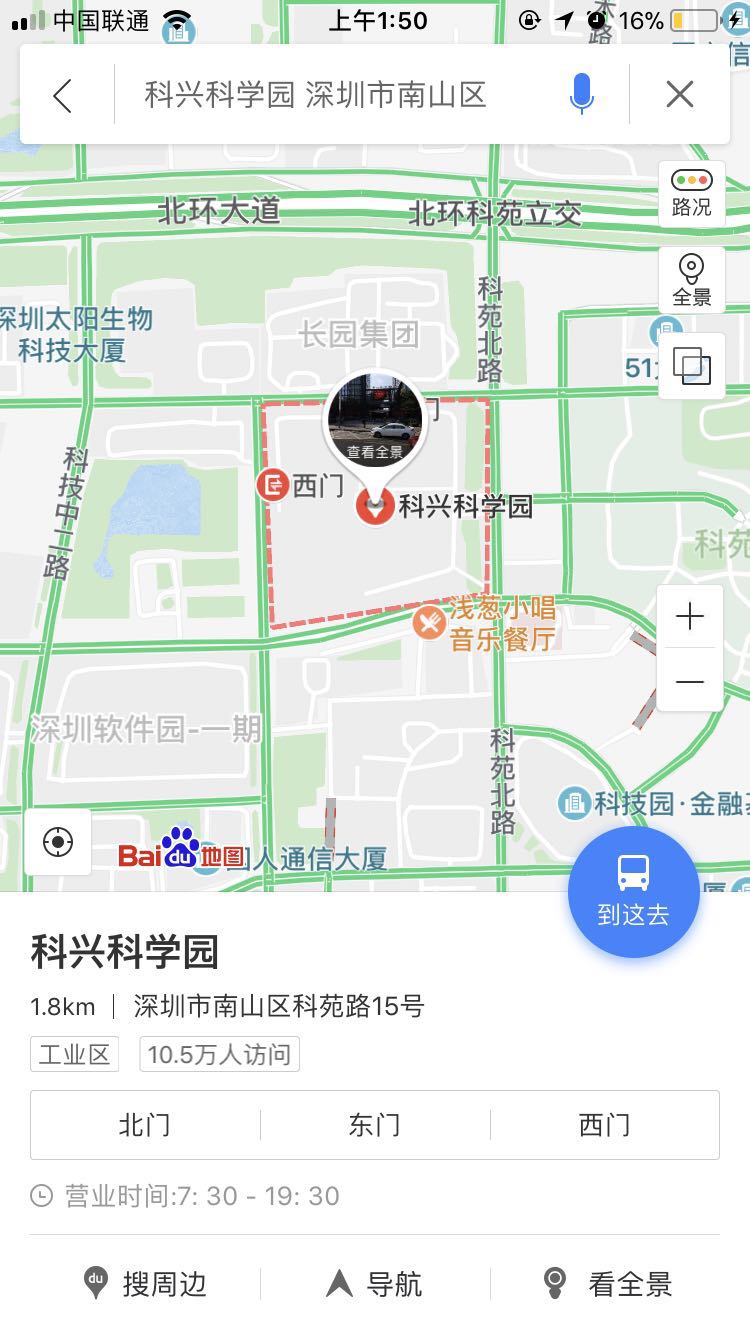 中国联通
上午1:50
16%
科兴科学园 深圳市南山区
北环大道
北环科苑立交
路况
全景
科苑北路
深圳太阳生物
科技大厦
长园集团
查看全景
西门
科兴科学园
科技中二路
科苑
浅葱小唱
音乐餐厅
深圳软件园-一期
科苑北路
科技园·金融基
Bai du 地图
人通信大厦
到这去
科兴科学园
1.8km | 深圳市南山区科苑路15号
工业区 10.5万人访问
北门 东门 西门
营业时间:7: 30 - 19: 30
du 搜周边 导航 看全景